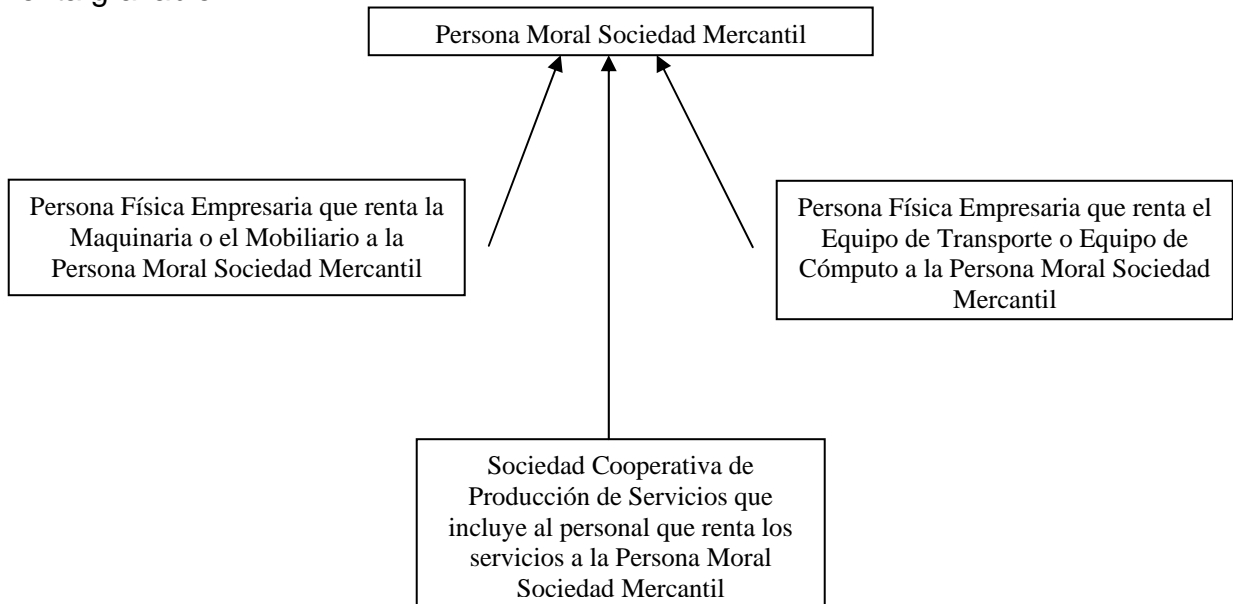 Persona Moral Sociedad Mercantil
Persona Física Empresaria que renta la
Maquinaria o el Mobiliario a la
Persona Moral Sociedad Mercantil
Persona Física Empresaria que renta el
Equipo de Transporte o Equipo de
Cómputo a la Persona Moral Sociedad
Mercantil
Sociedad Cooperativa de
Producción de Servicios que
incluye al personal que renta los
servicios a la Persona Moral
Sociedad Mercantil